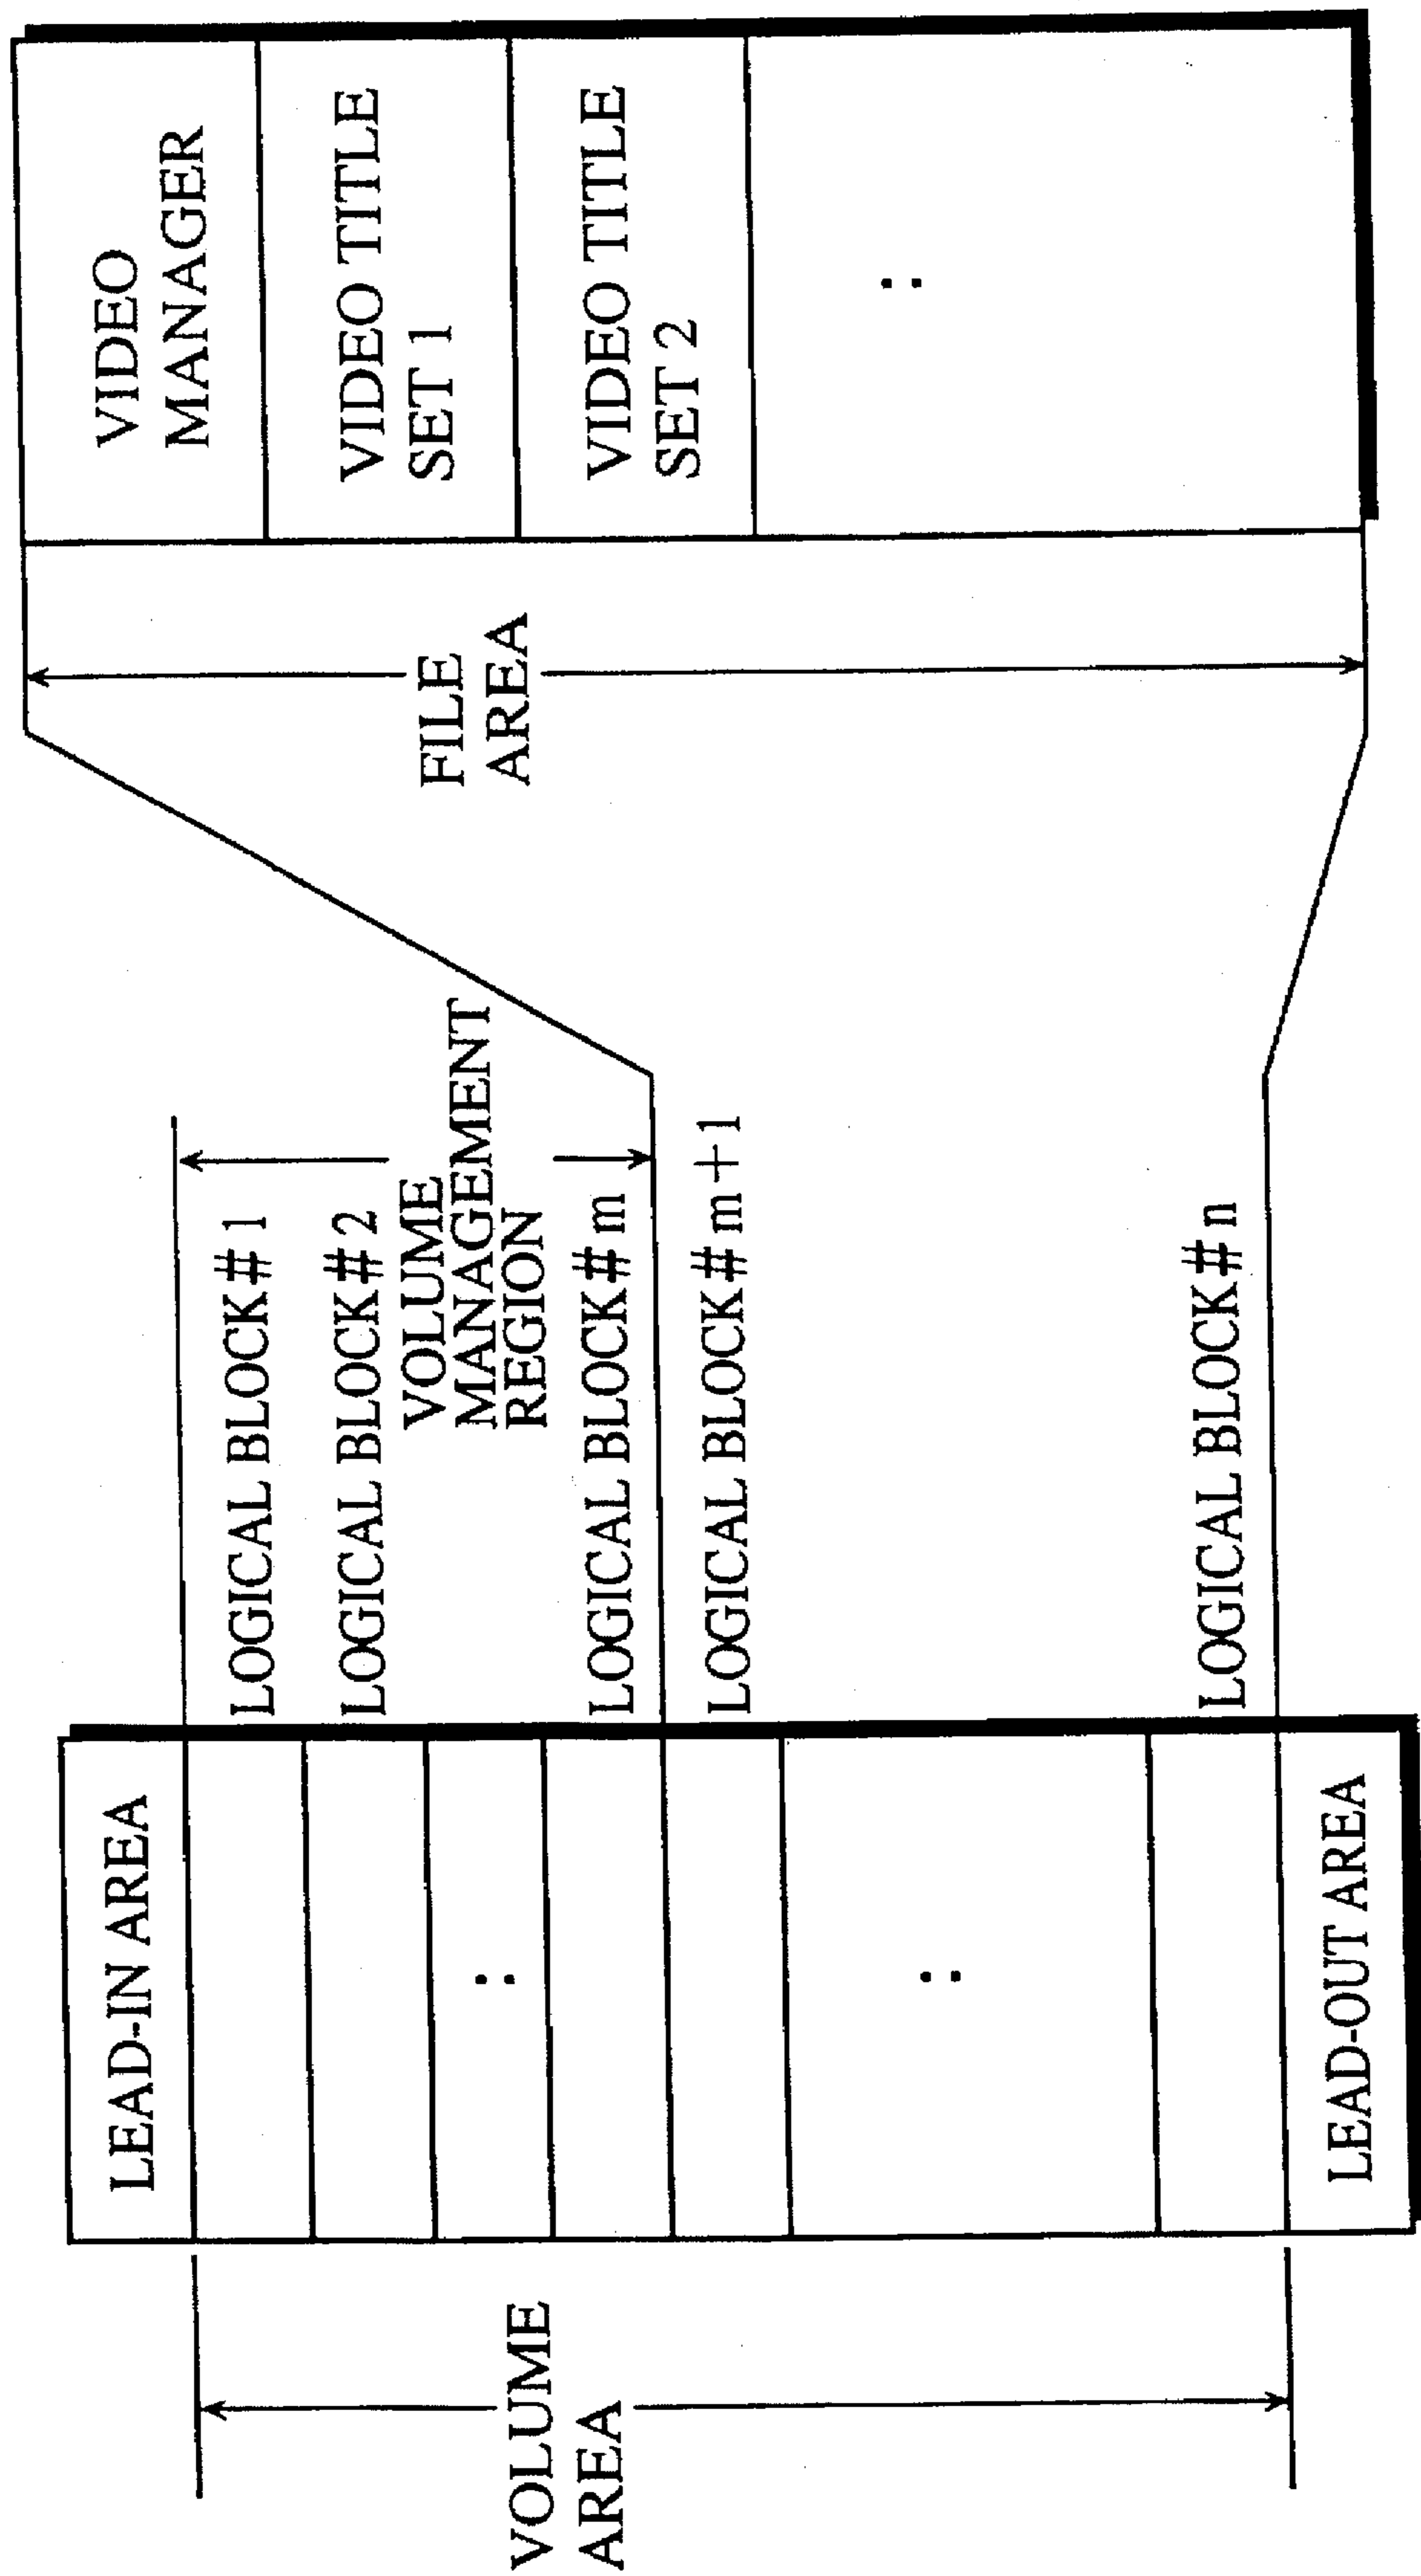 LEAD-IN AREA
LEAD-OUT AREA
VOLUME
AREA
LOGICAL BLOCK#1
LOGICAL BLOCK#2
VOLUME
MANAGEMENT
REGION
LOGICAL BLOCK#m
LOGICAL BLOCK#m+1
LOGICAL BLOCK#n
FILE
AREA
VIDEO
MANAGER
VIDEO TITLE
SET 1
VIDEO TITLE
SET 2